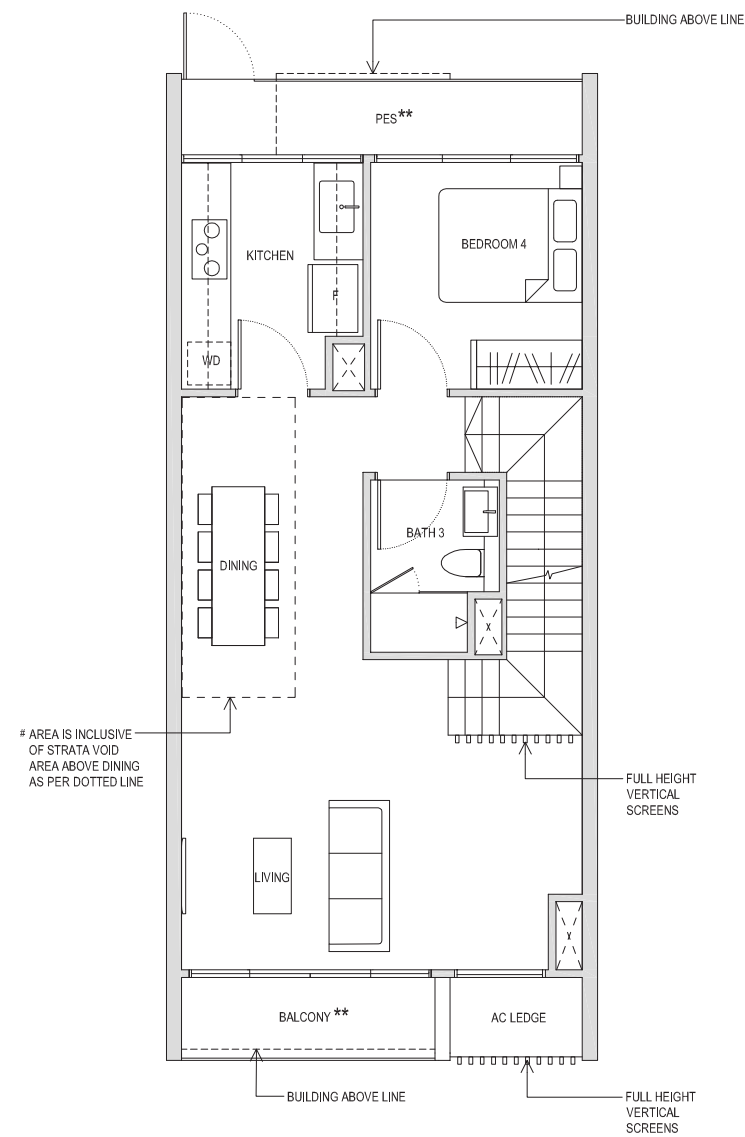 BUILDING ABOVE LINE
PES**
KITCHEN
BEDROOM 4
F
WD
BATH 3
DINING
# AREA IS INCLUSIVE
OF STRATA VOID
AREA ABOVE DINING
AS PER DOTTED LINE
FULL HEIGHT
VERTICAL
SCREENS
LIVING
BALCONY **
AC LEDGE
BUILDING ABOVE LINE
FULL HEIGHT
VERTICAL
SCREENS